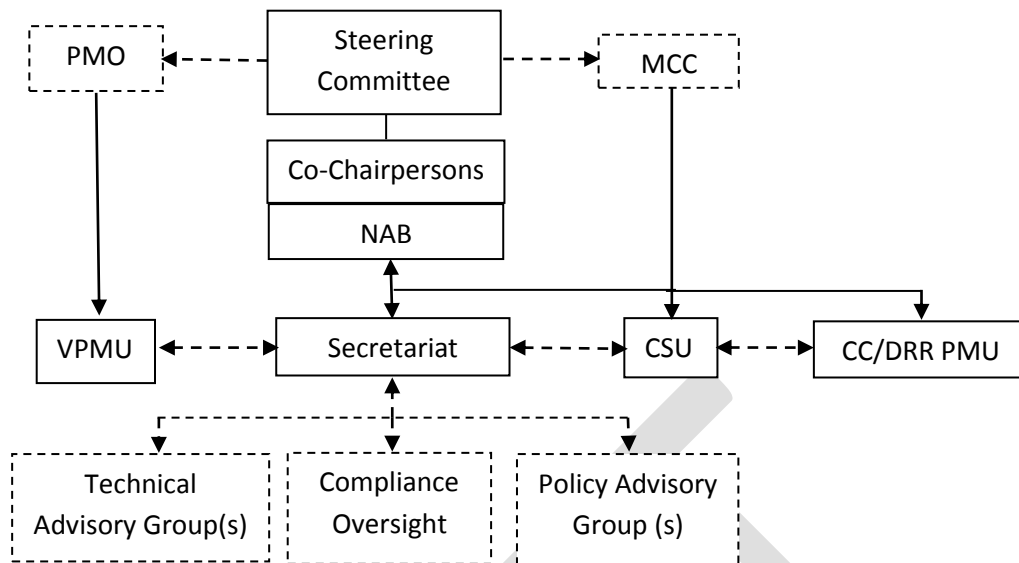 PMO
Steering
Committee
MCC
Co-Chairpersons
NAB
VPMU
Secretariat
CSU
CC/DRR PMU
Technical
Advisory Group(s)
Compliance
Oversight
Policy Advisory
Group (s)